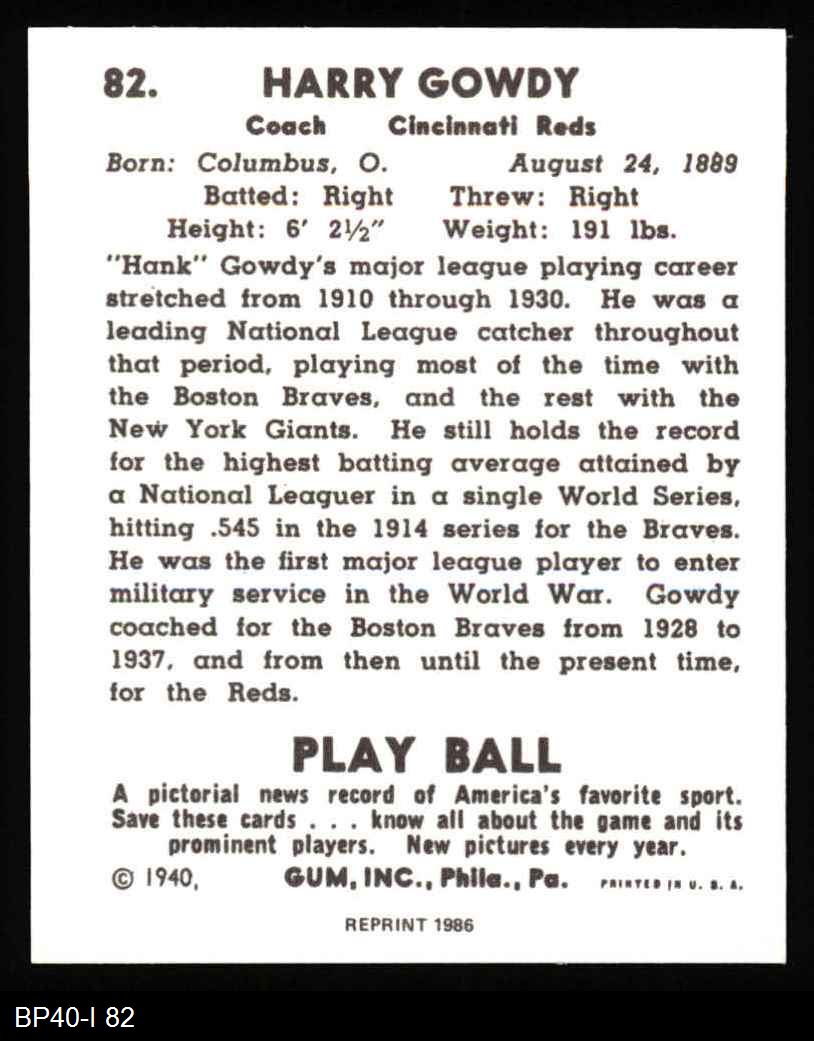 82. HARRY GOWDY
Coach Cincinnati Reds
Born: Columbus, O. August 24, 1889
Batted: Right Threw: Right
Height: 6′ 2½″ Weight: 191 lbs.
"Hank" Gowdy's major league playing career
stretched from 1910 through 1930. He was a
leading National League catcher throughout
that period, playing most of the time with
the Boston Braves, and the rest with the
New York Giants. He still holds the record
for the highest batting average attained by
a National Leaguer in a single World Series,
hitting .545 in the 1914 series for the Braves.
He was the first major league player to enter
military service in the World War. Gowdy
coached for the Boston Braves from 1928 to
1937, and from then until the present time,
for the Reds.
PLAY BALL
A pictorial news record of America's favorite sport.
Save these cards . . . know all about the game and its
prominent players. New pictures every year.
© 1940, GUM, INC., Phila., Pa. PRINTED IN U. S. A.
REPRINT 1986
BP40-I 82